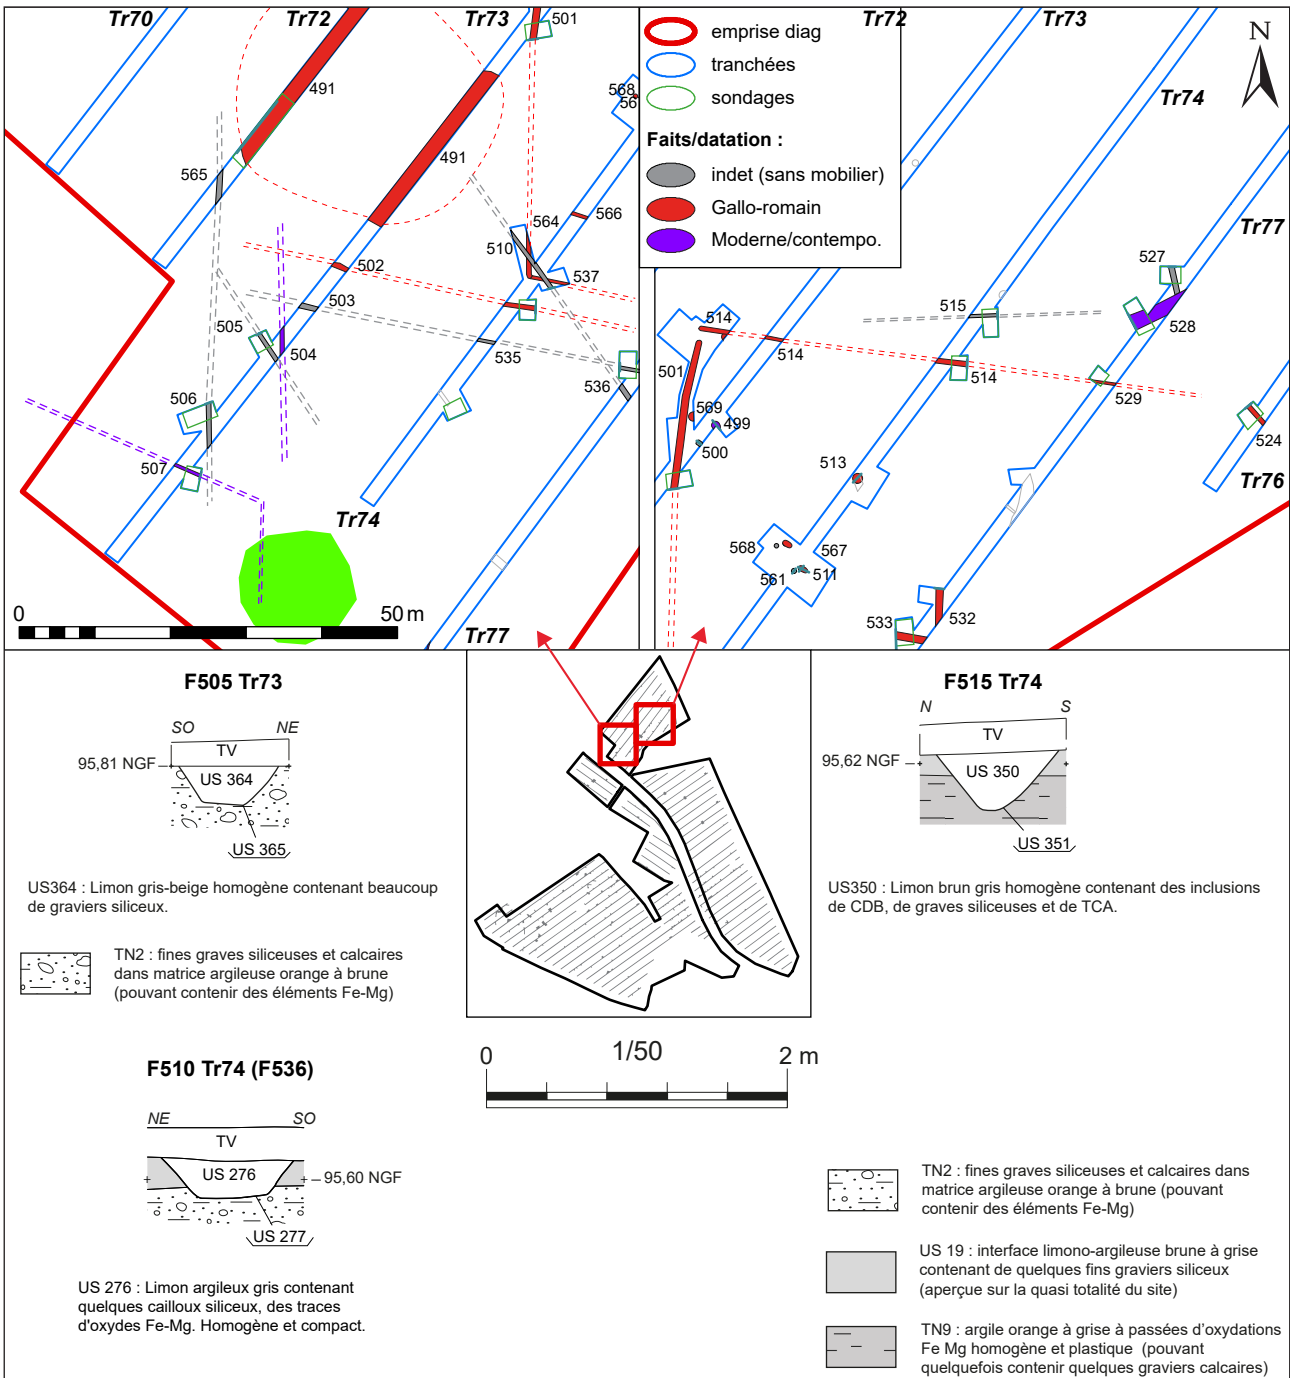 Tr70
Tr72
Tr73
501
491
568
56
491
565
564
566
510
502
537
503
505
504
535
536
506
507
Tr74
0
50 m
Tr77
emprise diag
tranchées
sondages
Faits/datation :
indet (sans mobilier)
Gallo-romain
Moderne/contempo.
Tr72
Tr73
N
Tr74
Tr77
527
515
528
514
514
501
514
529
569
499
524
500
513
Tr76
568
567
561
511
533
532
F505 Tr73
SO
NE
TV
95,81 NGF
US 364
US 365
US364 : Limon gris-beige homogène contenant beaucoup
de graviers siliceux.
TN2 : fines graves siliceuses et calcaires
dans matrice argileuse orange à brune
(pouvant contenir des éléments Fe-Mg)
F515 Tr74
N
S
TV
95,62 NGF
US 350
US 351
US350 : Limon brun gris homogène contenant des inclusions
de CDB, de graves siliceuses et de TCA.
0
1/50
2 m
F510 Tr74 (F536)
NE
SO
TV
US 276
95,60 NGF
US 277
US 276 : Limon argileux gris contenant
quelques cailloux siliceux, des traces
d'oxydes Fe-Mg. Homogène et compact.
TN2 : fines graves siliceuses et calcaires dans
matrice argileuse orange à brune (pouvant
contenir des éléments Fe-Mg)
US 19 : interface limono-argileuse brune à grise
contenant de quelques fins graviers siliceux
(aperçue sur la quasi totalité du site)
TN9 : argile orange à grise à passées d'oxydations
Fe Mg homogène et plastique (pouvant
quelquefois contenir quelques graviers calcaires)